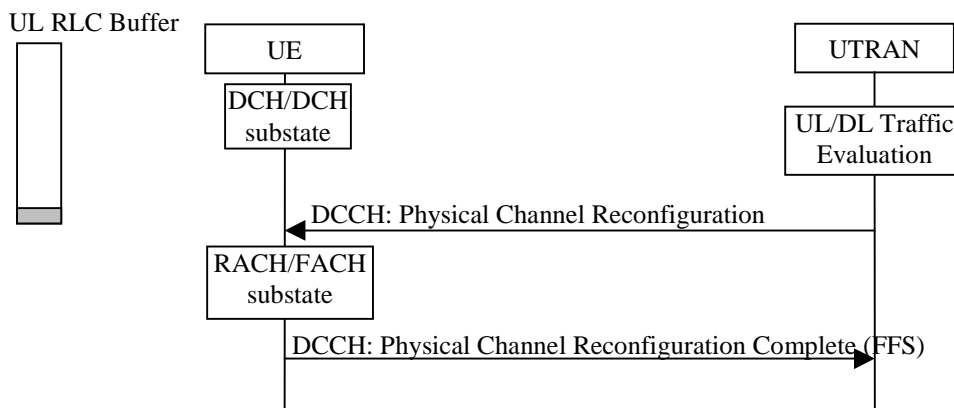 UL RLC Buffer
UE
UTRAN
DCH/DCH
substate
UL/DL Traffic
Evaluation
DCCH: Physical Channel Reconfiguration
RACH/FACH
substate
DCCH: Physical Channel Reconfiguration Complete (FFS)